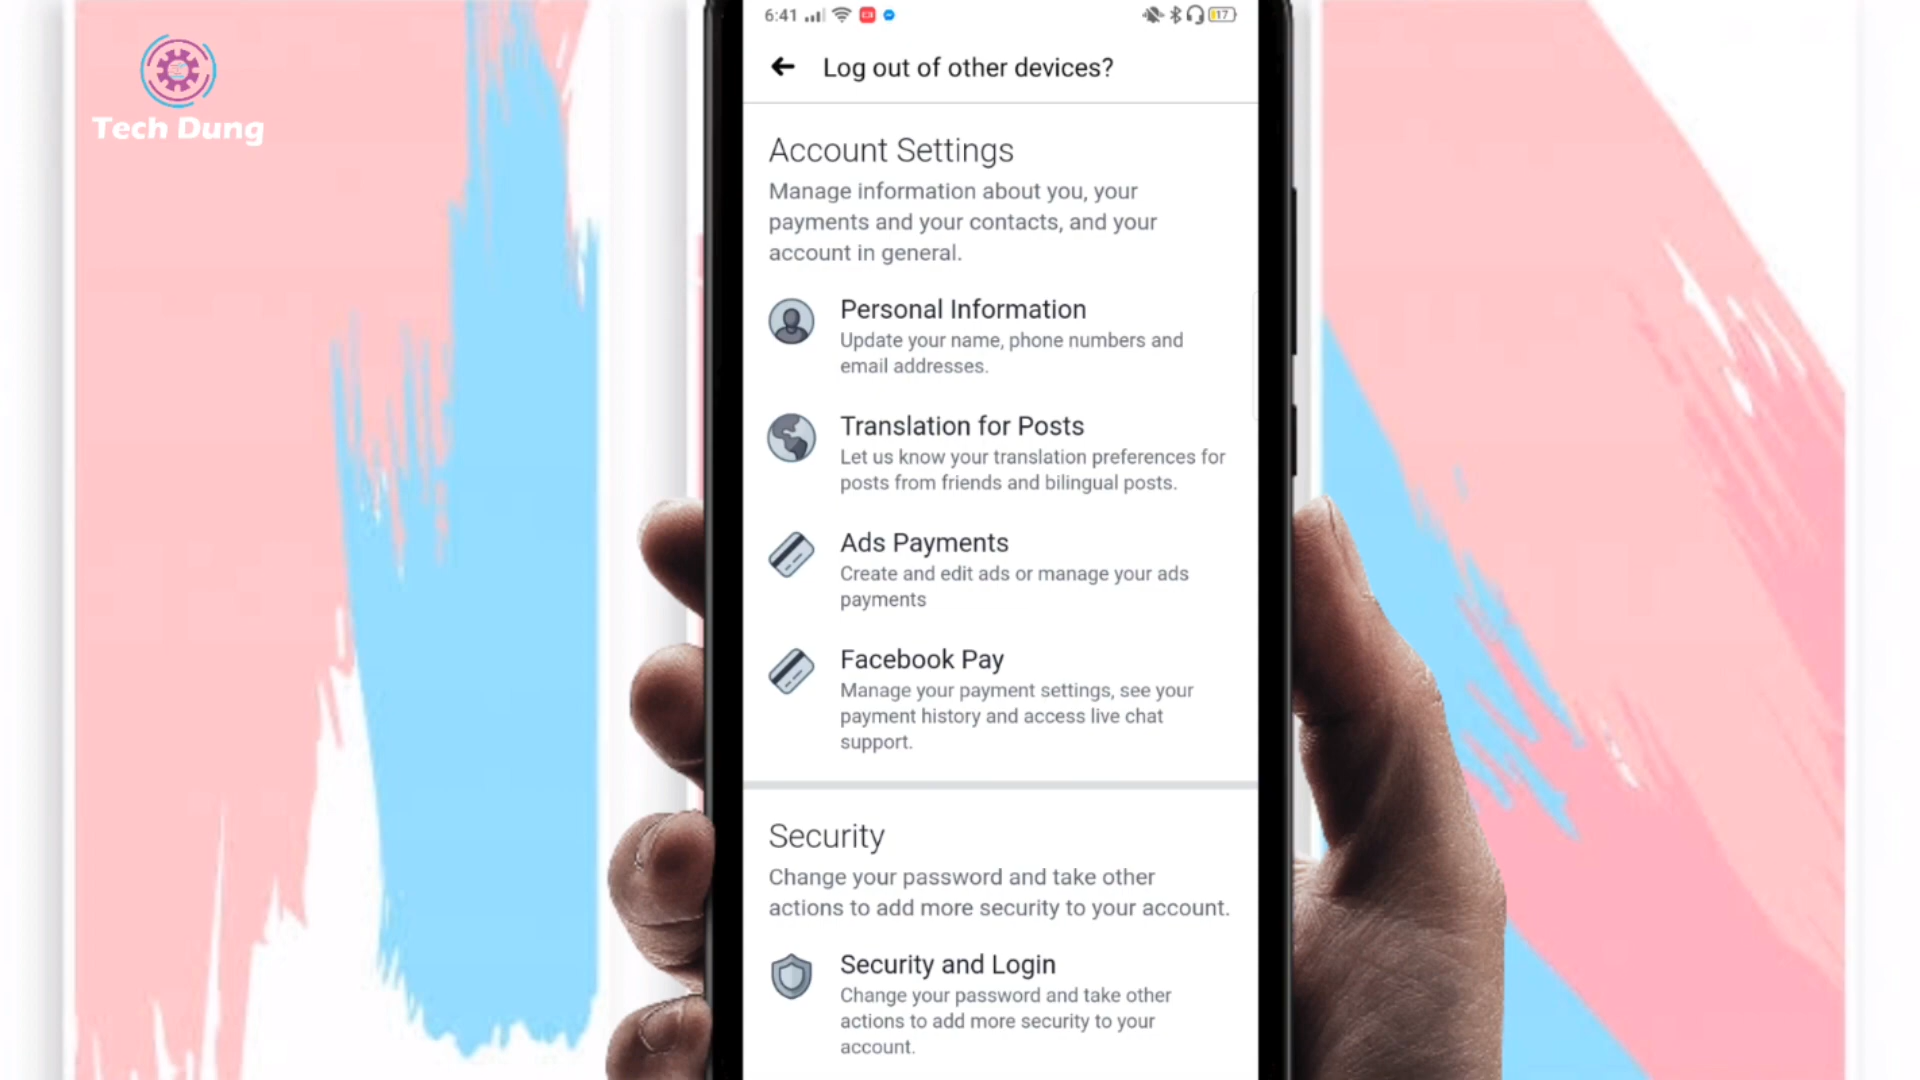 Tech Dung
6:41
17
Log out of other devices?
Account Settings
Manage information about you, your
payments and your contacts, and your
account in general.
Personal Information
Update your name, phone numbers and
email addresses.
Translation for Posts
Let us know your translation preferences for
posts from friends and bilingual posts.
Ads Payments
Create and edit ads or manage your ads
payments
Facebook Pay
Manage your payment settings, see your
payment history and access live chat
support.
Security
Change your password and take other
actions to add more security to your account.
Security and Login
Change your password and take other
actions to add more security to your
account.